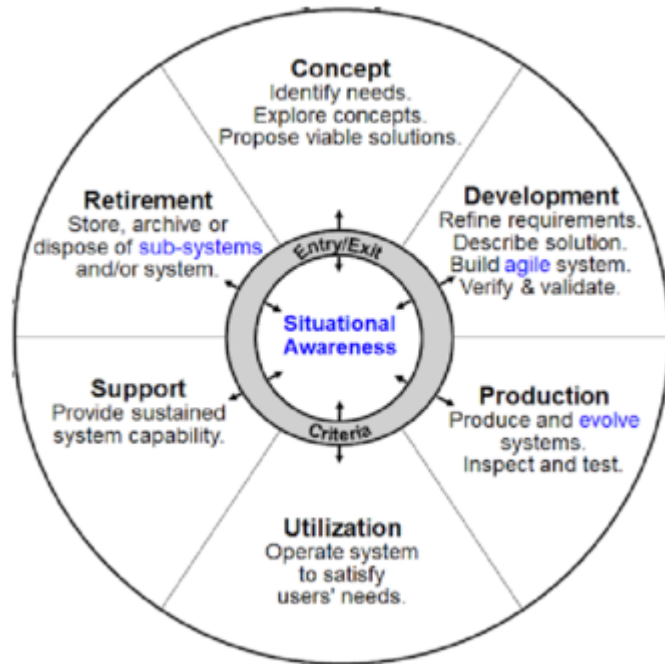 Concept
Identify needs.
Explore concepts.
Propose viable solutions.
Retirement
Store, archive or
dispose of sub-systems
and/or system.
Development
Refine requirements.
Describe solution.
Build agile system.
Verify & validate.
Entry/Exit
Situational
Awareness
Criteria
Support
Provide sustained
system capability.
Production
Produce and evolve
systems.
Inspect and test.
Utilization
Operate system
to satisfy
users' needs.